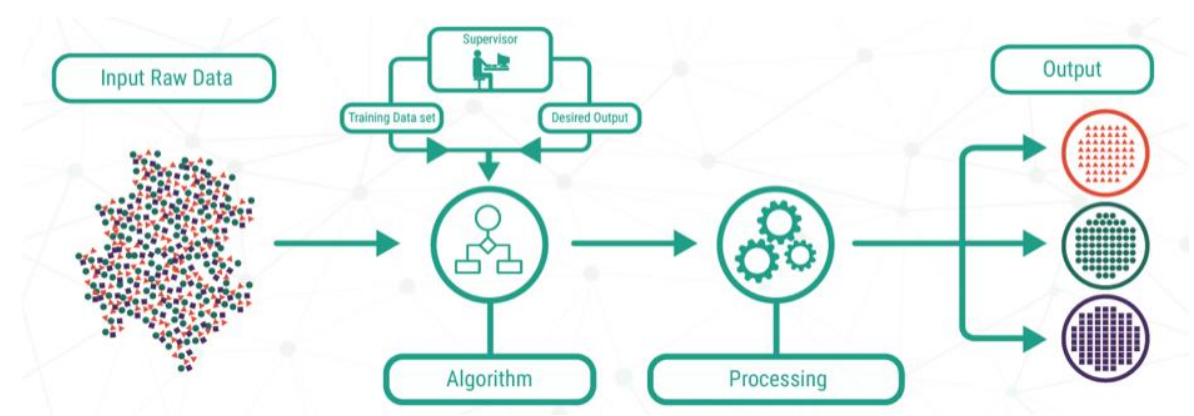 Input Raw Data
Supervisor
Training Data set
Desired Output
Algorithm
Processing
Output